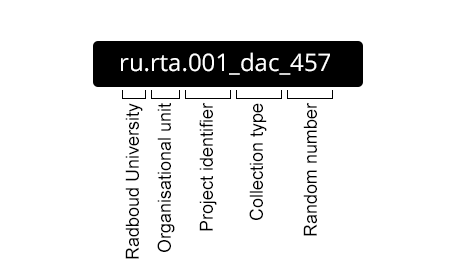 ru.rta.001_dac_457
Radboud University
Organisational unit
Project identifier
Collection type
Random number